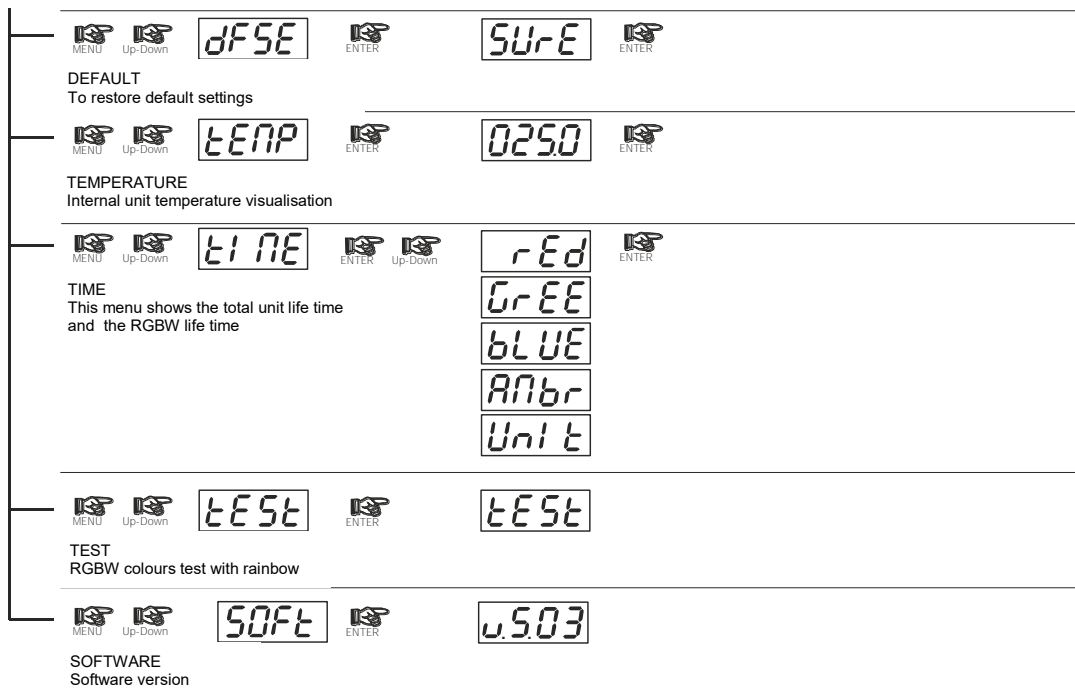 dFSE SUrE
MENU Up-Down ENTER ENTER
DEFAULT
To restore default settings
tEMP 025.0
MENU Up-Down ENTER ENTER
TEMPERATURE
Internal unit temperature visualisation
tIME rEd
MENU Up-Down ENTER Up-Down ENTER
TIME
This menu shows the total unit life time
and the RGBW life time
GrEE
bLUE
AMbr
UnIt
tESt tESt
MENU Up-Down ENTER
TEST
RGBW colours test with rainbow
SOFt v.5.03
MENU Up-Down ENTER
SOFTWARE
Software version